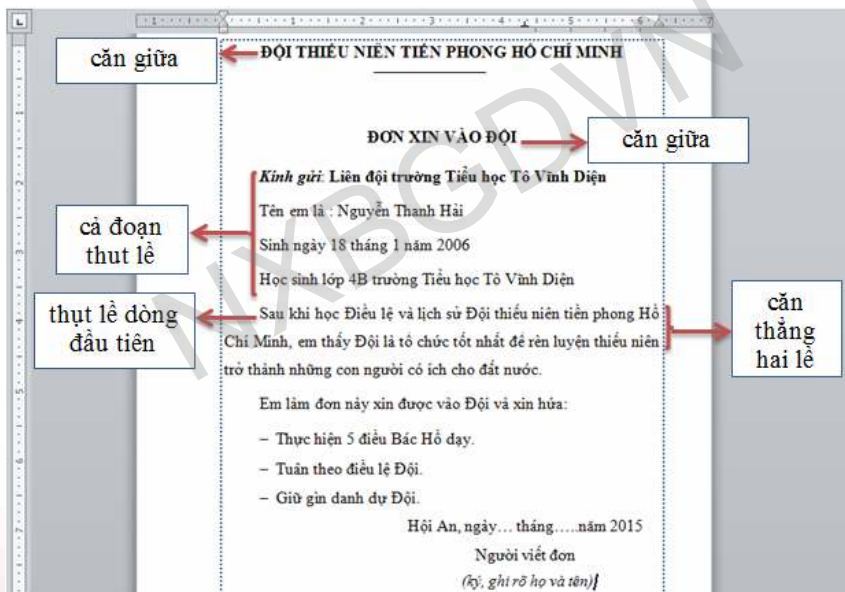 căn giữa
ĐỘI THIẾU NIÊN TIỀN PHONG HỒ CHÍ MINH
ĐƠN XIN VÀO ĐỘI
căn giữa
Kính gửi: Liên đội trường Tiểu học Tô Vĩnh Diện
Tên em là : Nguyễn Thanh Hải
Sinh ngày 18 tháng 1 năm 2006
Học sinh lớp 4B trường Tiểu học Tô Vĩnh Diện
cả đoạn
thut lề
thụt lề dòng
đầu tiên
Sau khi học Điều lệ và lịch sử Đội thiếu niên tiền phong Hồ
Chí Minh, em thấy Đội là tổ chức tốt nhất để rèn luyện thiếu niên
trở thành những con người có ích cho đất nước.
căn
thẳng
hai lề
Em làm đơn này xin được vào Đội và xin hứa:
– Thực hiện 5 điều Bác Hồ dạy.
– Tuân theo điều lệ Đội.
– Giữ gìn danh dự Đội.
Hội An, ngày… tháng…..năm 2015
Người viết đơn
(ký, ghi rõ họ và tên)
NXBGDVN